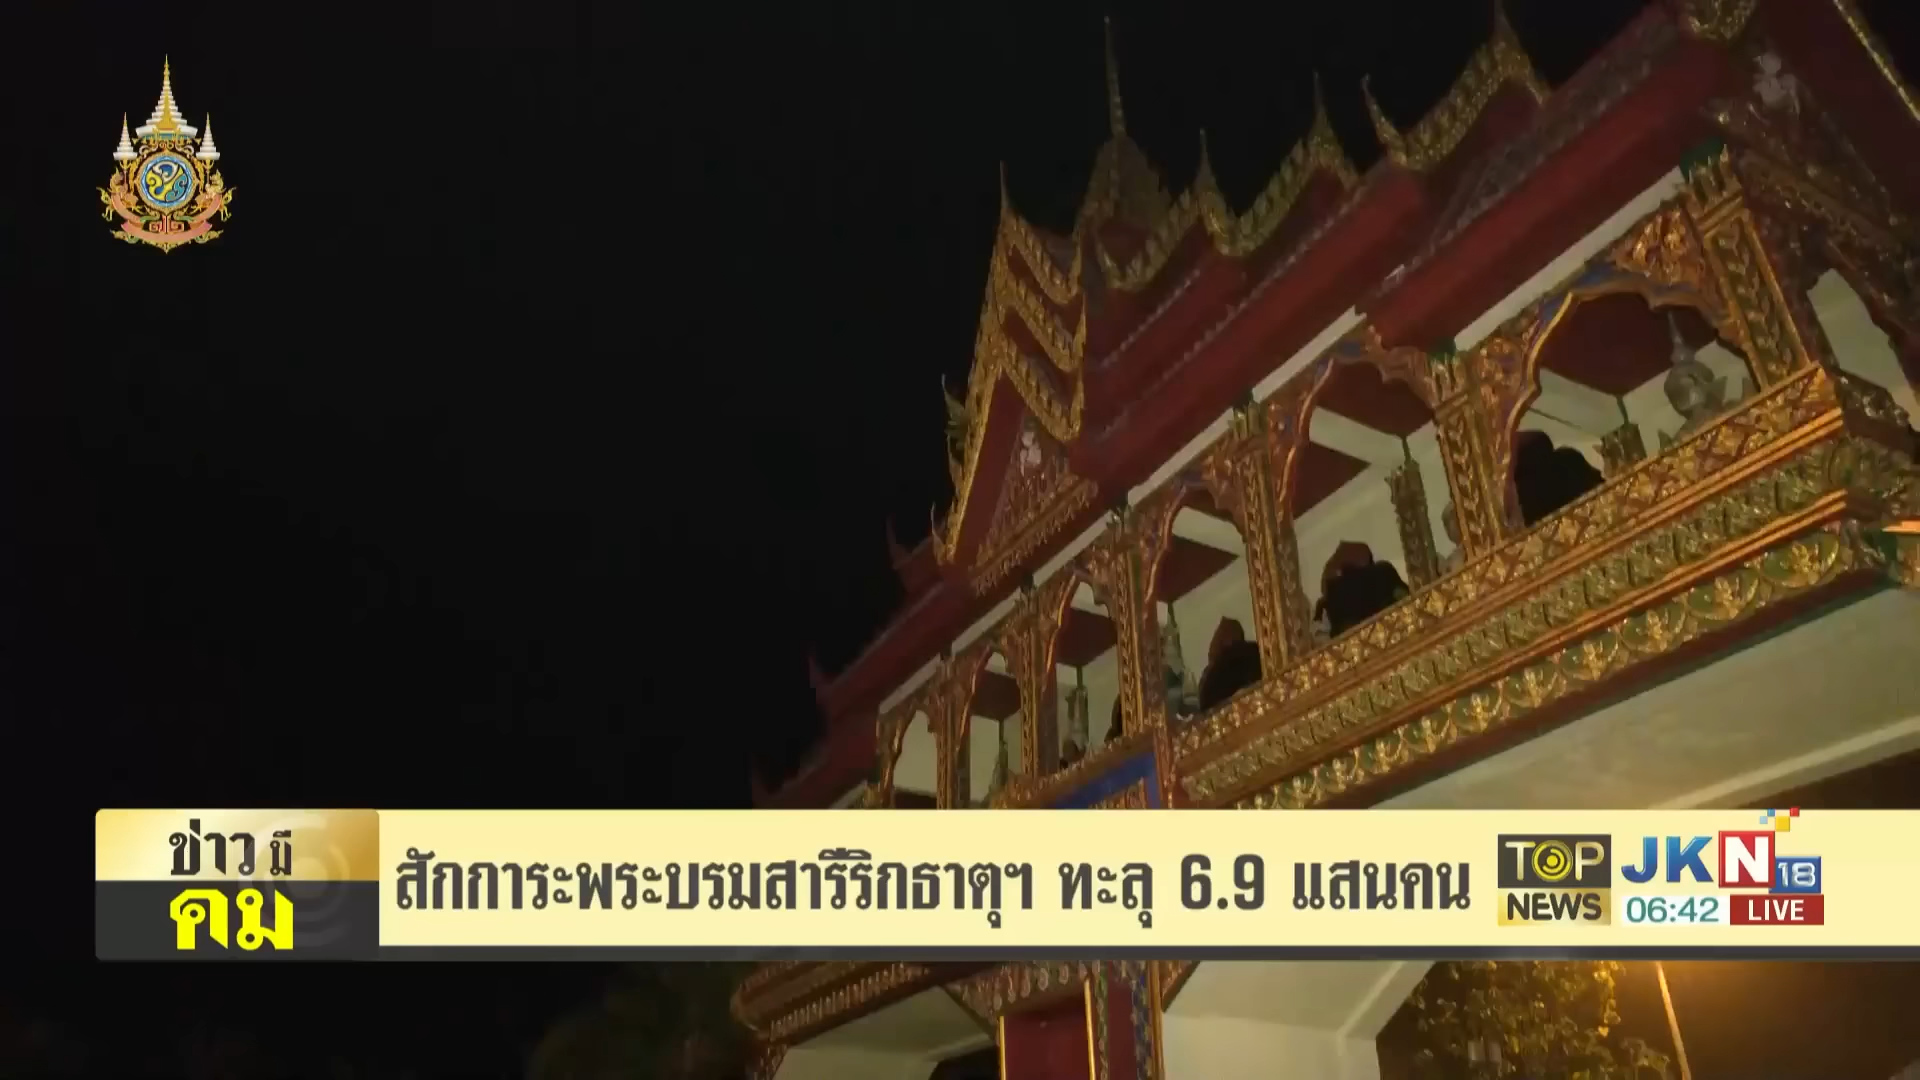 ข่าว มี
คม
สักการะพระบรมสารีริกธาตุฯ ทะลุ 6.9 แสนคน
TOP
NEWS
JKN 18
06:42 LIVE